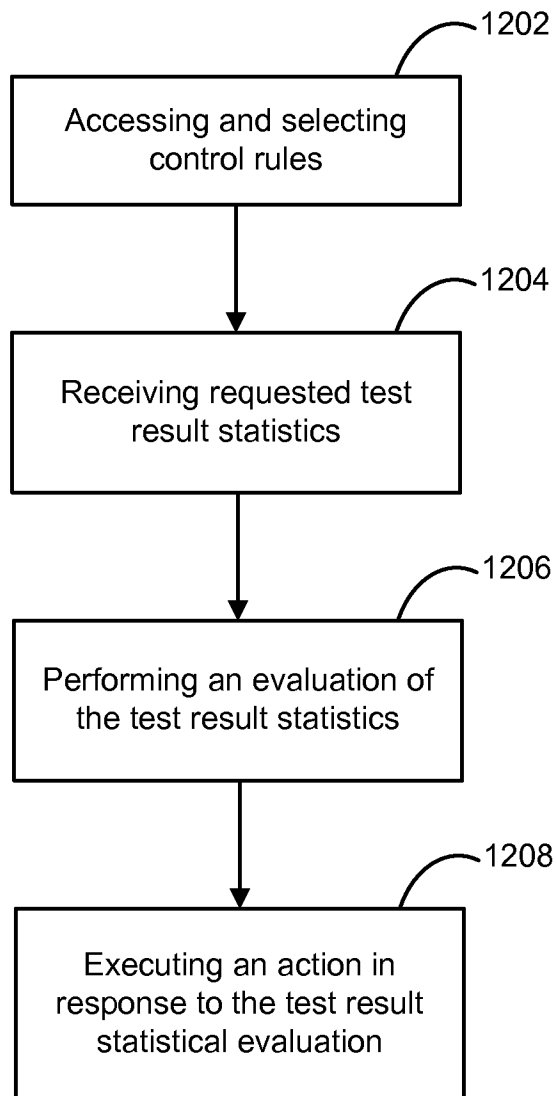 1202
Accessing and selecting
control rules
1204
Receiving requested test
result statistics
1206
Performing an evaluation of
the test result statistics
1208
Executing an action in
response to the test result
statistical evaluation